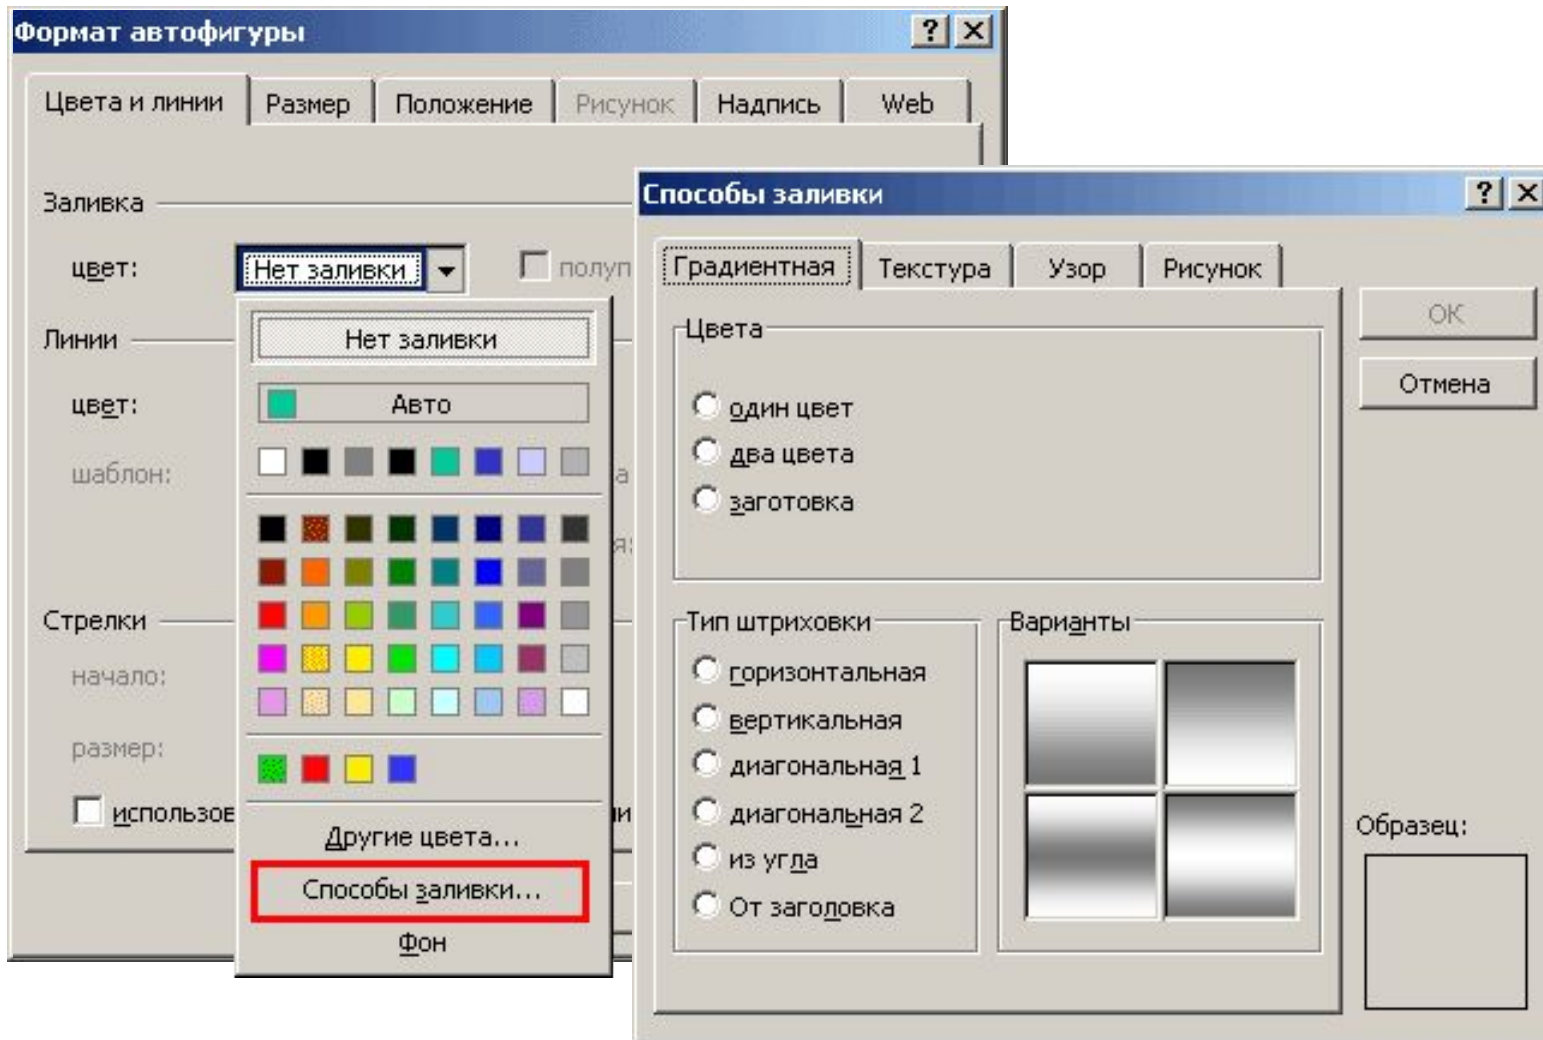 Формат автофигуры
Цвета и линии Размер Положение Рисунок Надпись Web
Заливка
цвет: Нет заливки
Нет заливки
Авто
Линии
цвет:
шаблон:
Стрелки
начало:
размер:
Другие цвета...
Способы заливки...
Фон
Способы заливки
Градиентная Текстура Узор Рисунок
Цвета
один цвет
два цвета
заготовка
Тип штриховки
горизонтальная
вертикальная
диагональная 1
диагональная 2
из угла
От заголовка
Варианты
ОК
Отмена
Образец: